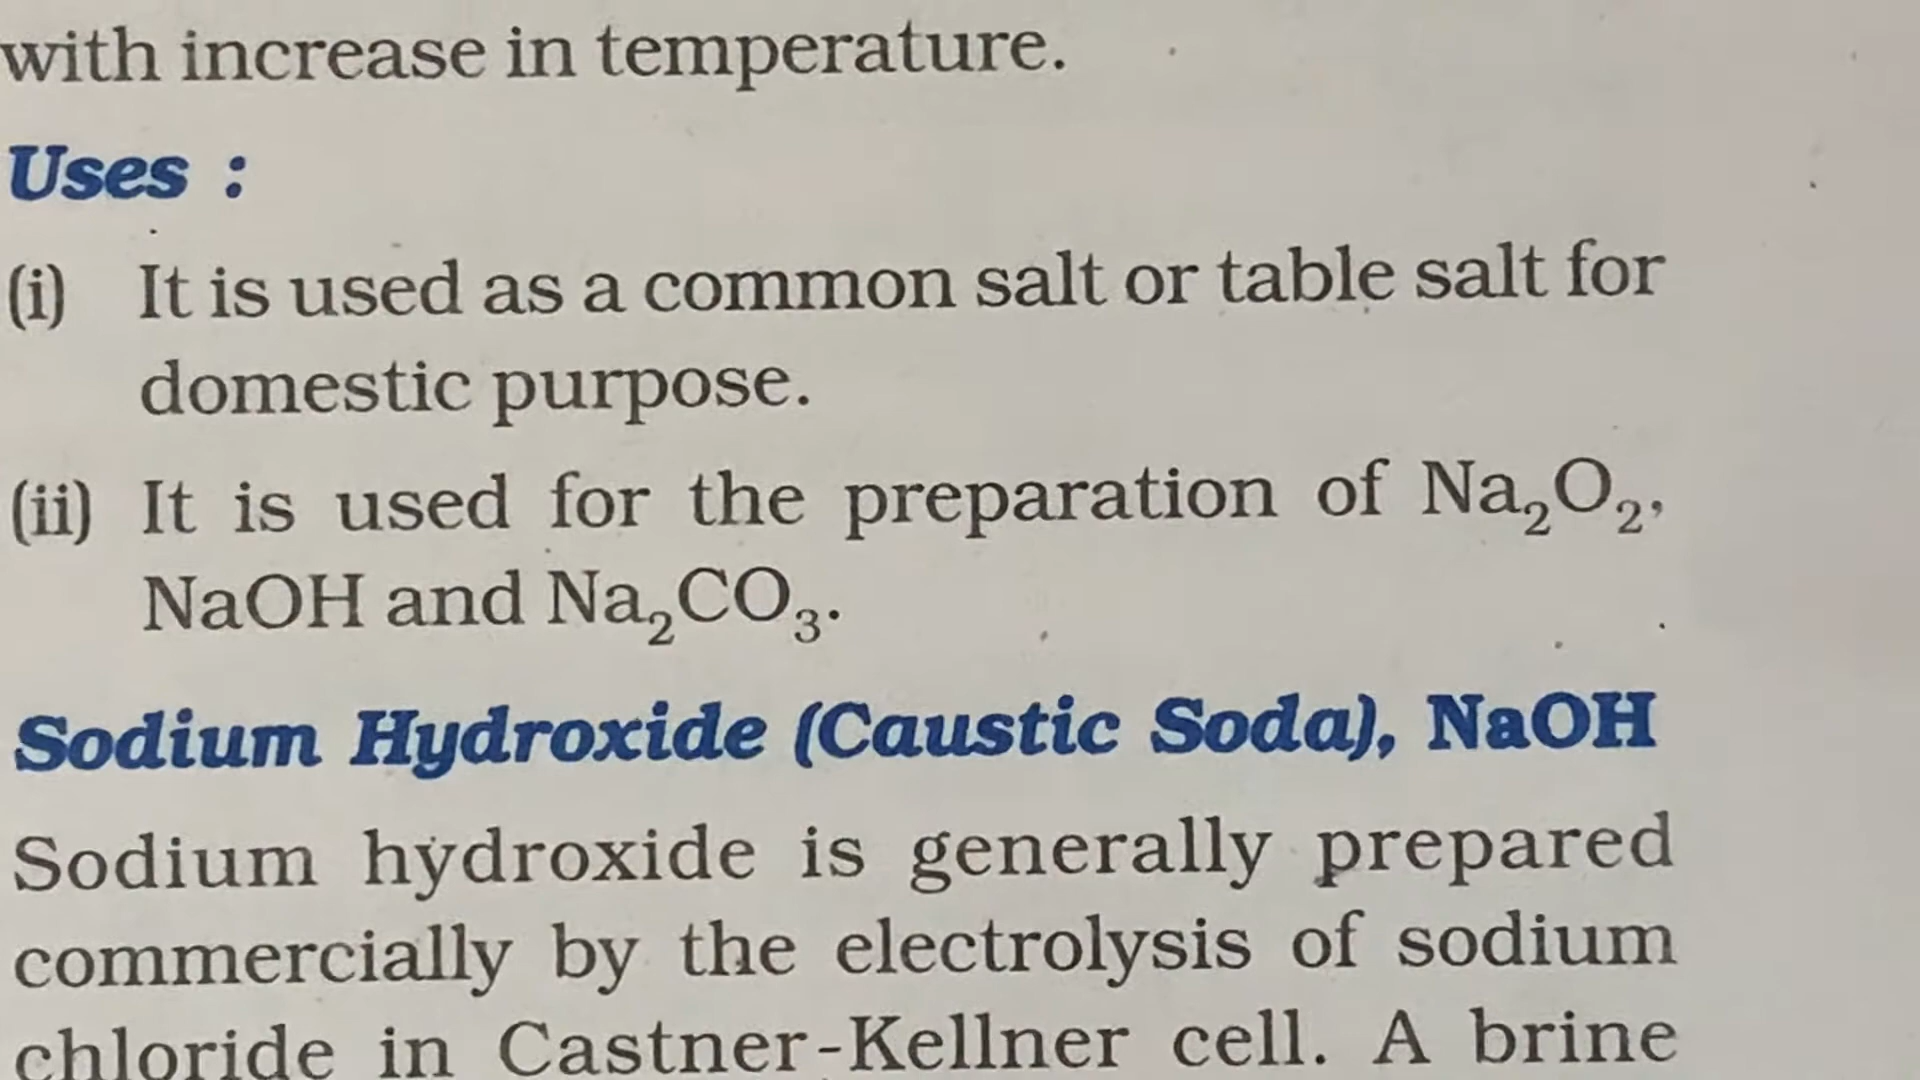 with increase in temperature.
Uses :
(i) It is used as a common salt or table salt for
domestic purpose.
(ii) It is used for the preparation of Na₂O₂,
NaOH and Na₂CO₃.
Sodium Hydroxide (Caustic Soda), NaOH
Sodium hydroxide is generally prepared
commercially by the electrolysis of sodium
chloride in Castner-Kellner cell. A brine